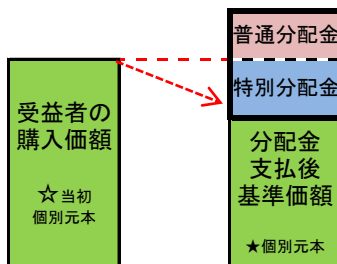 普通分配金
特別分配金
受益者の
購入価額
☆当初
個別元本
分配金
支払後
基準価額
★個別元本